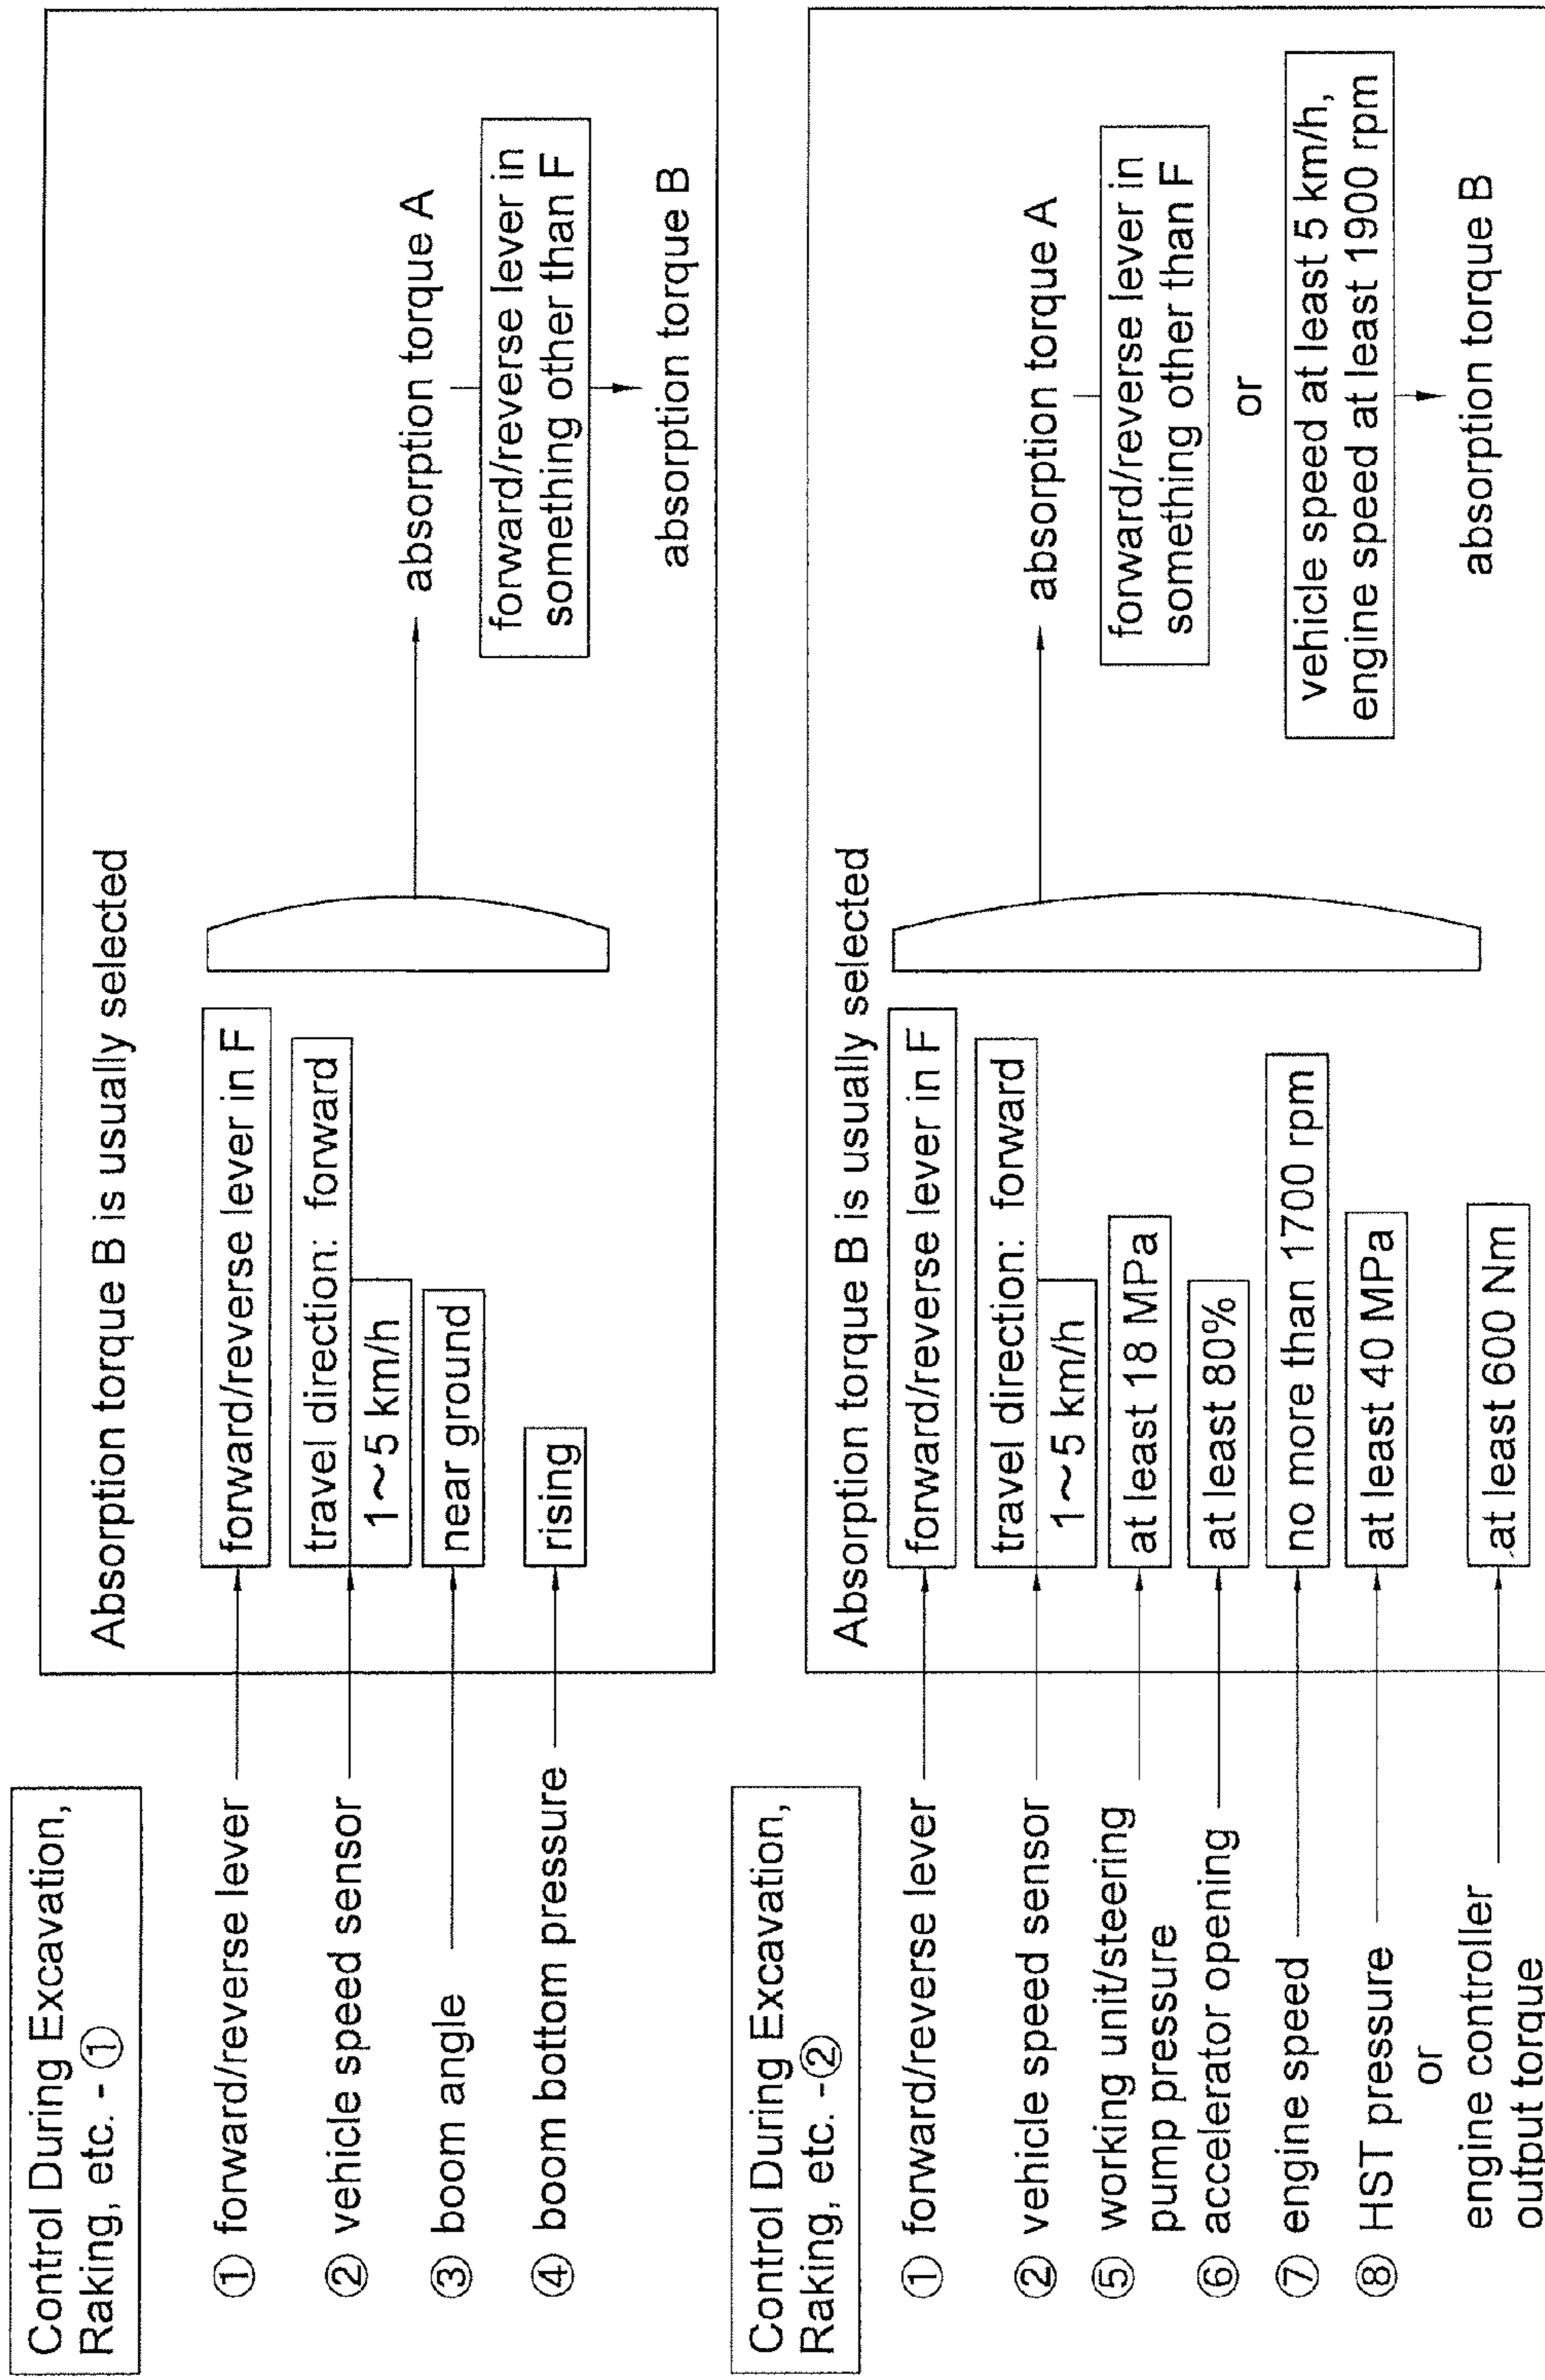 Control During Excavation,
Raking, etc. - ①
① forward/reverse lever
② vehicle speed sensor
③ boom angle
④ boom bottom pressure
Absorption torque B is usually selected
forward/reverse lever in F
travel direction: forward
1~5 km/h
near ground
rising
absorption torque A
forward/reverse lever in
something other than F
absorption torque B
Control During Excavation,
Raking, etc. -②
① forward/reverse lever
② vehicle speed sensor
⑤ working unit/steering
pump pressure
⑥ accelerator opening
⑦ engine speed
⑧ HST pressure
or
engine controller
output torque
Absorption torque B is usually selected
forward/reverse lever in F
travel direction: forward
1~5 km/h
at least 18 MPa
at least 80%
no more than 1700 rpm
at least 40 MPa
at least 600 Nm
absorption torque A
forward/reverse lever in
something other than F
or
vehicle speed at least 5 km/h,
engine speed at least 1900 rpm
absorption torque B